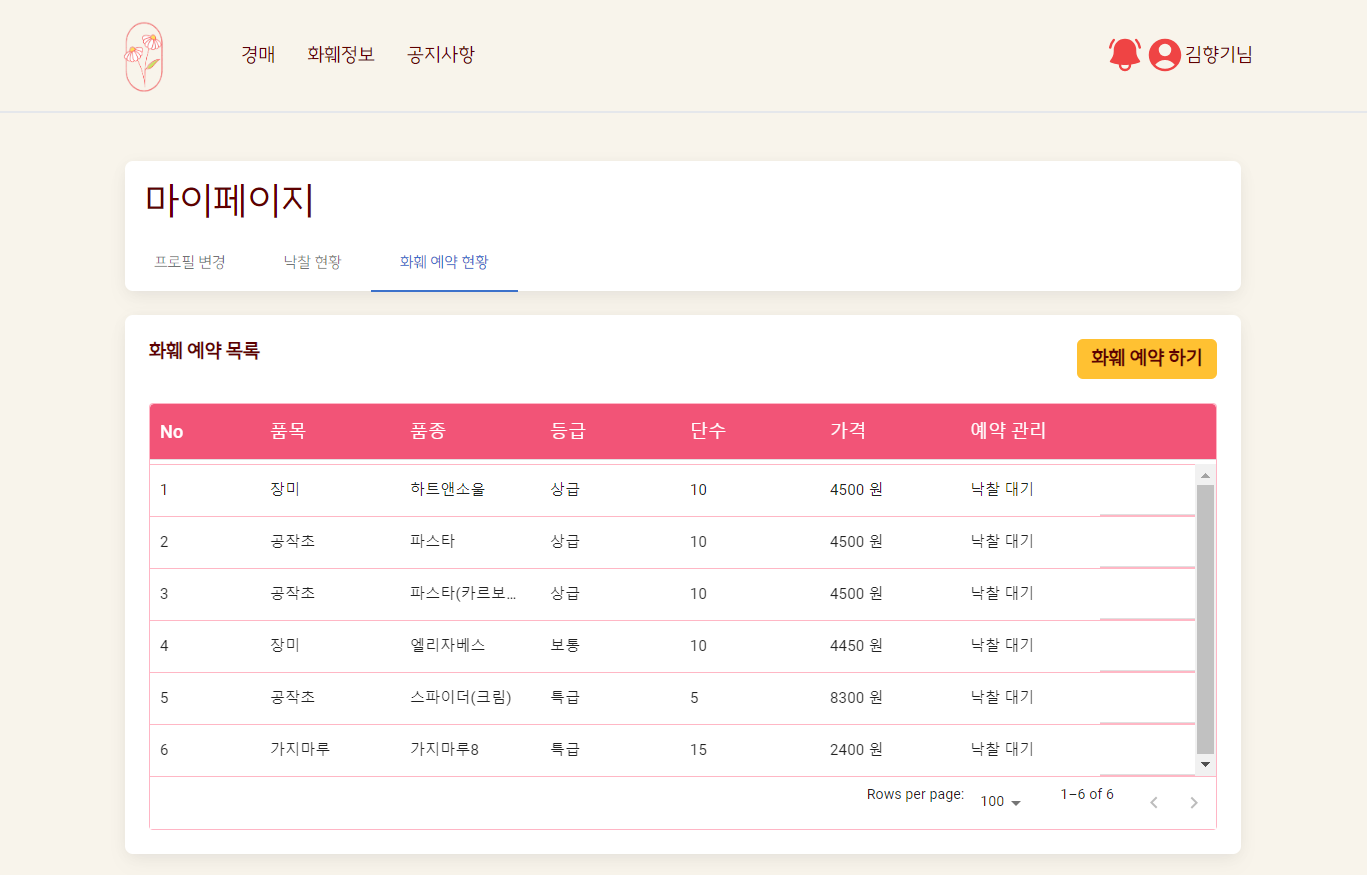 경매 화훼정보 공지사항 김향기님
마이페이지
프로필 변경 낙찰 현황 화훼 예약 현황
화훼 예약 목록 화훼 예약 하기
No 품목 품종 등급 단수 가격 예약 관리
1 장미 하트앤소울 상급 10 4500 원 낙찰 대기
2 공작초 파스타 상급 10 4500 원 낙찰 대기
3 공작초 파스타(카르보... 상급 10 4500 원 낙찰 대기
4 장미 엘리자베스 보통 10 4450 원 낙찰 대기
5 공작초 스파이더(크림) 특급 5 8300 원 낙찰 대기
6 가지마루 가지마루8 특급 15 2400 원 낙찰 대기
Rows per page: 100 1–6 of 6